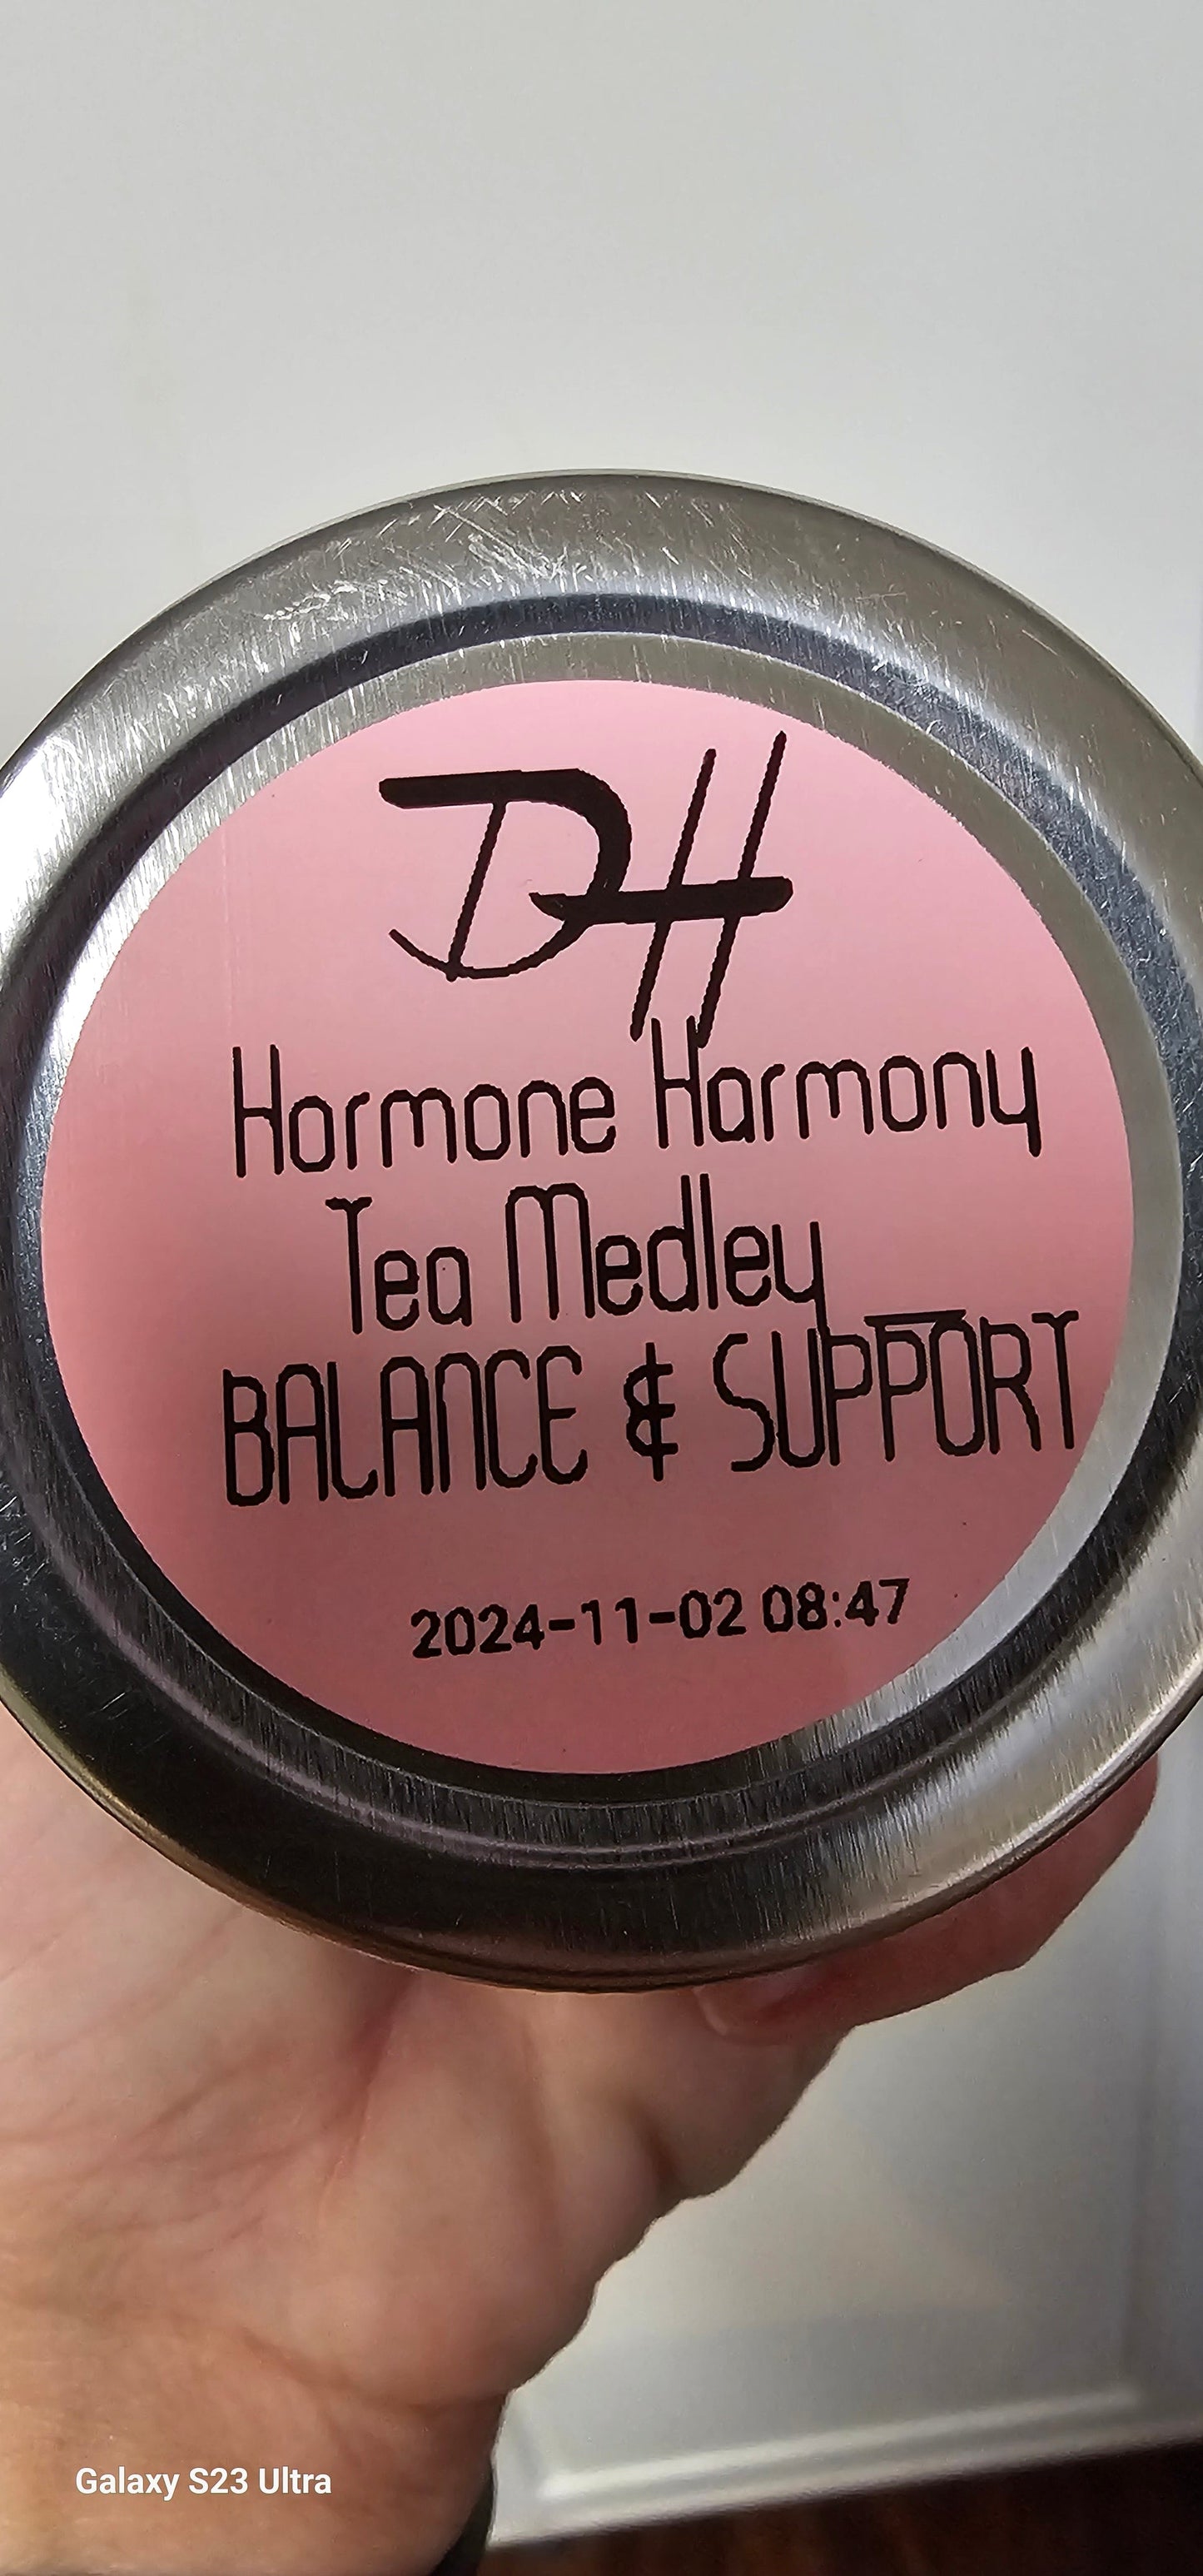 DH
Hormone Harmony
Tea Medley
BALANCE & SUPPORT
2024-11-02 08:47
Galaxy S23 Ultra